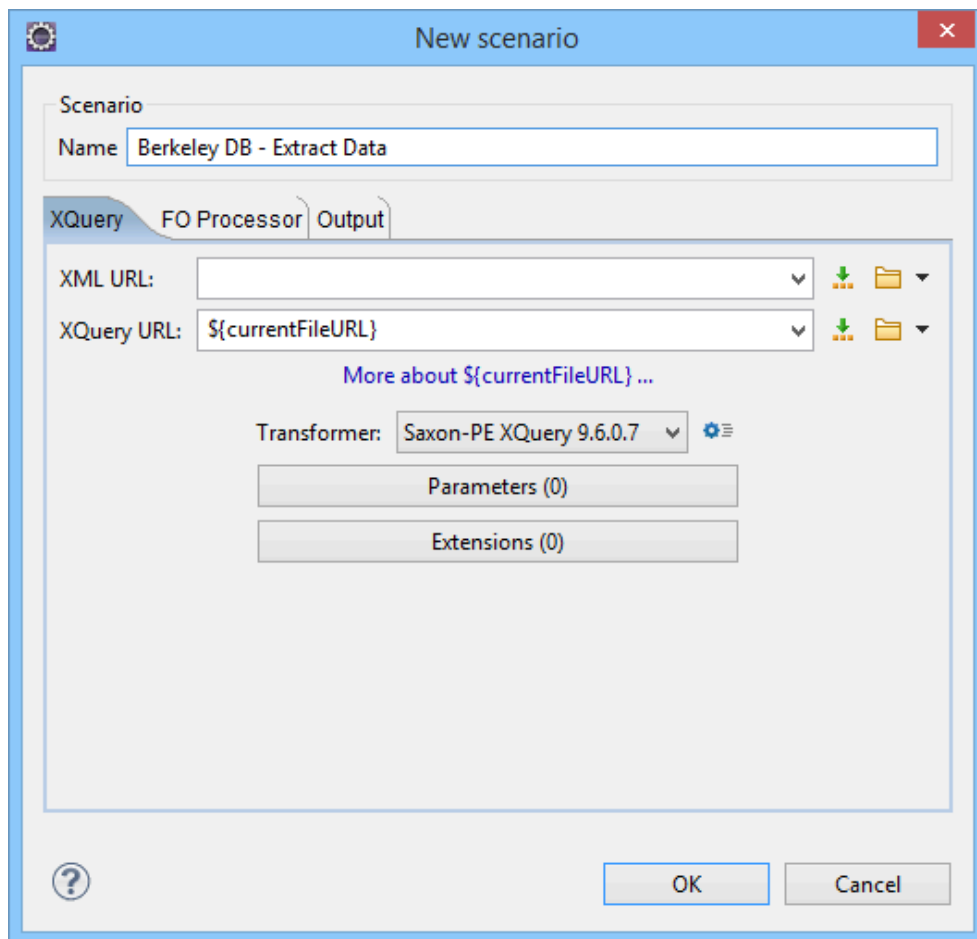 New scenario
Scenario
Name Berkeley DB - Extract Data
XQuery FO Processor Output
XML URL:
XQuery URL: ${currentFileURL}
More about ${currentFileURL} ...
Transformer: Saxon-PE XQuery 9.6.0.7
Parameters (0)
Extensions (0)
OK Cancel